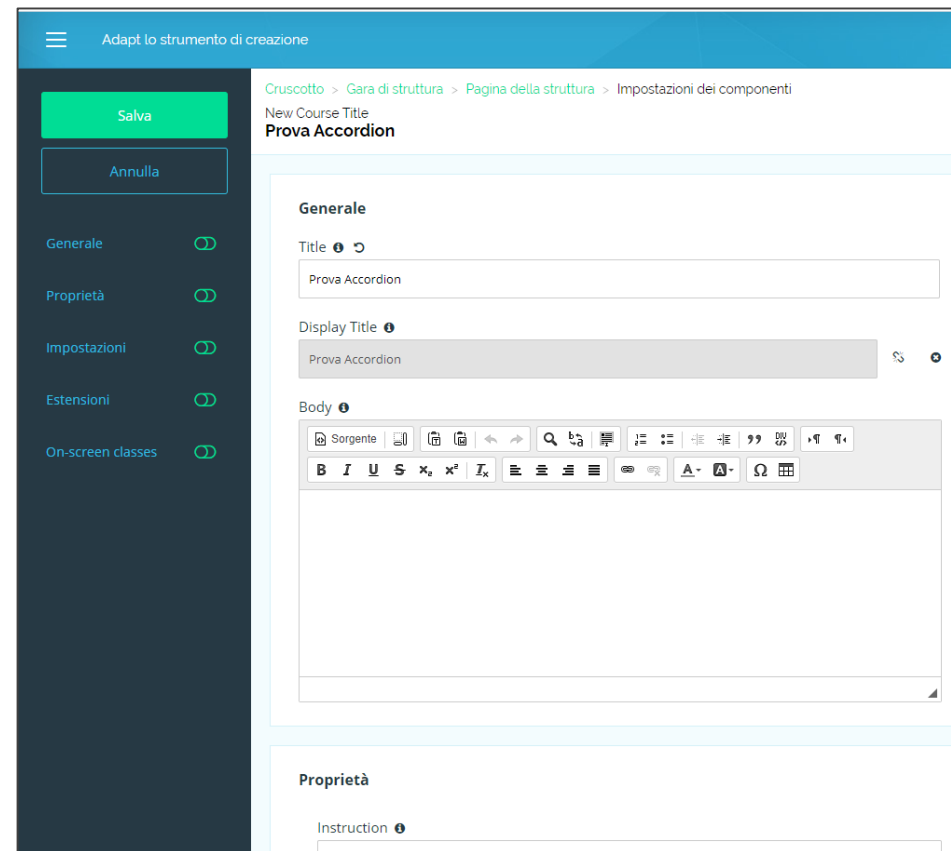 Adapt lo strumento di creazione
Salva
Annulla
Generale
Proprietà
Impostazioni
Estensioni
On-screen classes
Cruscotto > Gara di struttura > Pagina della struttura > Impostazioni dei componenti
New Course Title
Prova Accordion
Generale
Title
Prova Accordion
Display Title
Prova Accordion
Body
Sorgente
Proprietà
Instruction